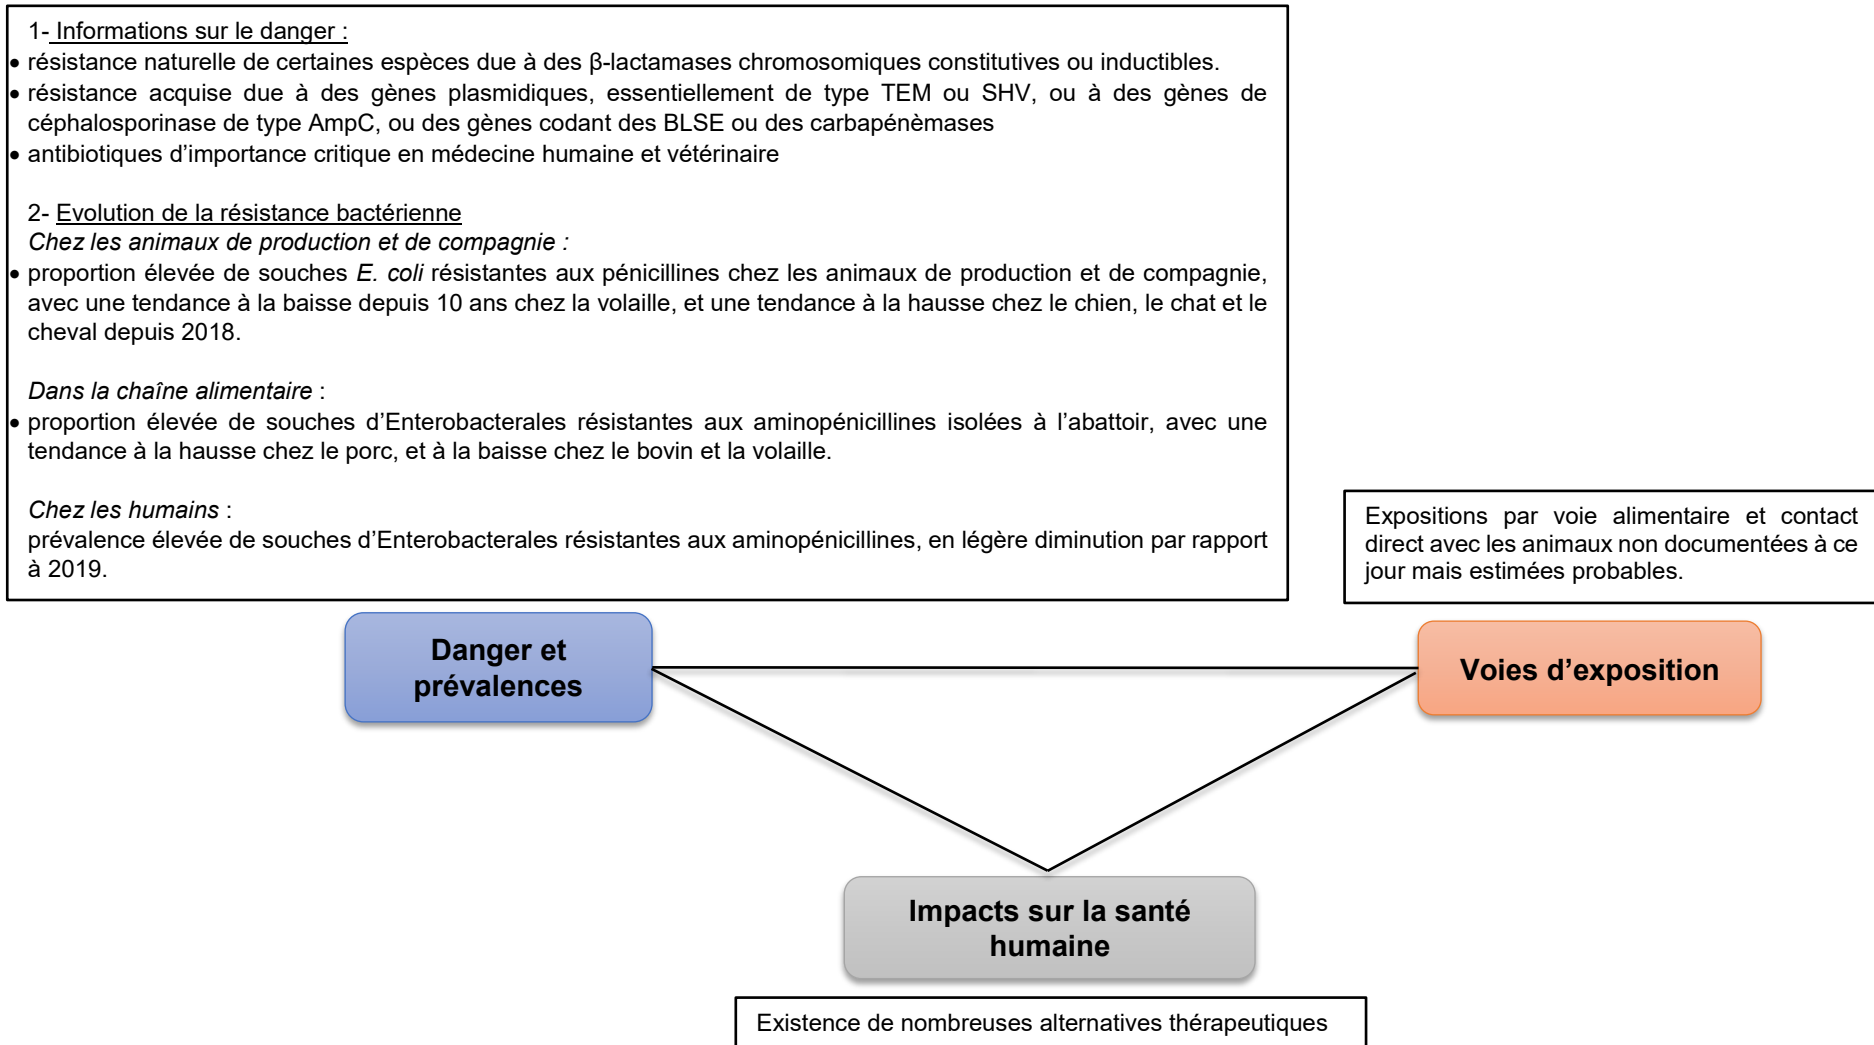 1- Informations sur le danger :
• résistance naturelle de certaines espèces due à des β-lactamases chromosomiques constitutives ou inductibles.
• résistance acquise due à des gènes plasmidiques, essentiellement de type TEM ou SHV, ou à des gènes de
céphalosporinase de type AmpC, ou des gènes codant des BLSE ou des carbapénèmases
• antibiotiques d’importance critique en médecine humaine et vétérinaire
2- Evolution de la résistance bactérienne
Chez les animaux de production et de compagnie :
• proportion élevée de souches E. coli résistantes aux pénicillines chez les animaux de production et de compagnie,
avec une tendance à la baisse depuis 10 ans chez la volaille, et une tendance à la hausse chez le chien, le chat et le
cheval depuis 2018.
Dans la chaîne alimentaire :
• proportion élevée de souches d’Enterobacterales résistantes aux aminopénicillines isolées à l’abattoir, avec une
tendance à la hausse chez le porc, et à la baisse chez le bovin et la volaille.
Chez les humains :
prévalence élevée de souches d’Enterobacterales résistantes aux aminopénicillines, en légère diminution par rapport
à 2019.
Expositions par voie alimentaire et contact
direct avec les animaux non documentées à ce
jour mais estimées probables.
Danger et
prévalences
Voies d’exposition
Impacts sur la santé
humaine
Existence de nombreuses alternatives thérapeutiques